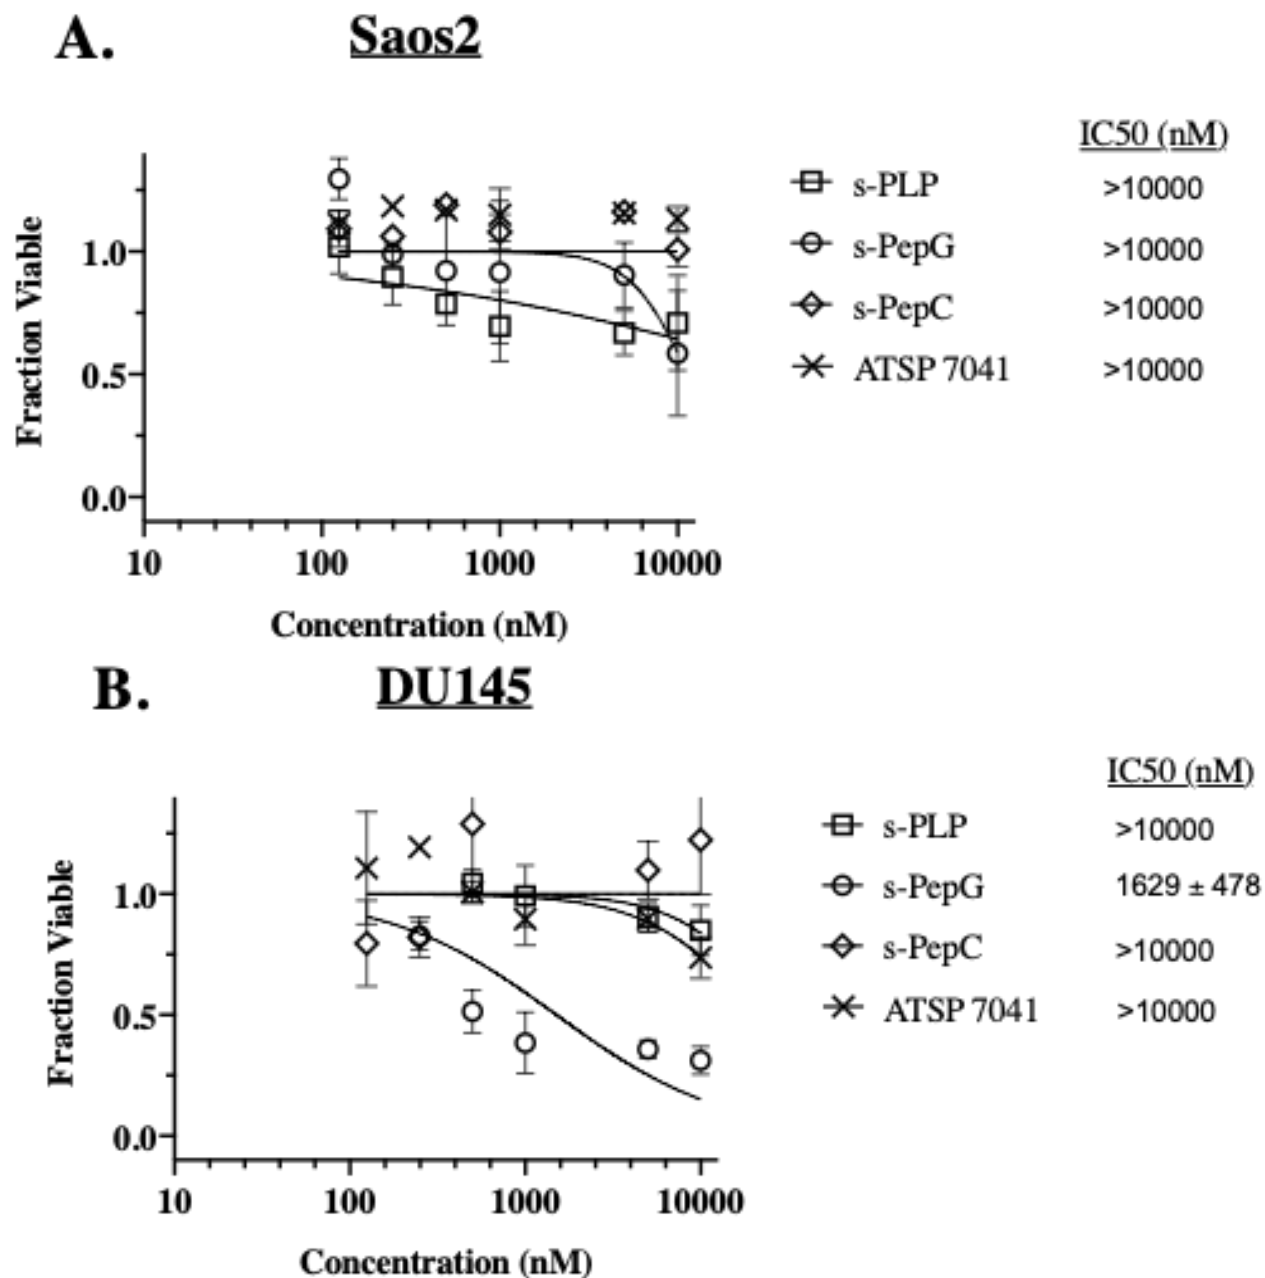 A.
Saos2
IC50 (nM)
s-PLP >10000
s-PepG >10000
s-PepC >10000
ATSP 7041 >10000
Fraction Viable
1.0
0.5
0.0
10 100 1000 10000
Concentration (nM)
B.
DU145
IC50 (nM)
s-PLP >10000
s-PepG 1629 ± 478
s-PepC >10000
ATSP 7041 >10000
Fraction Viable
1.0
0.5
0.0
10 100 1000 10000
Concentration (nM)